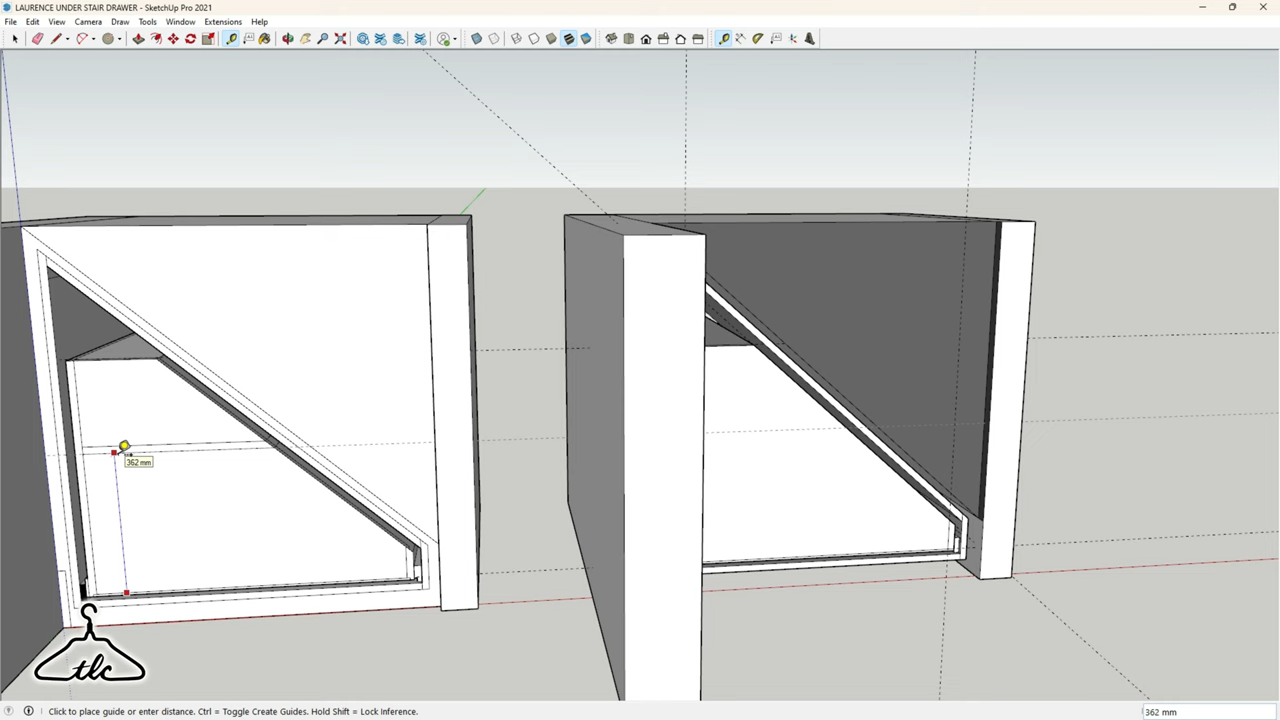 LAURENCE UNDER STAIR DRAWER - SketchUp Pro 2021
File Edit View Camera Draw Tools Window Extensions Help
362 mm
tlc
Click to place guide or enter distance. Ctrl = Toggle Create Guides. Hold Shift = Lock Inference.
362 mm